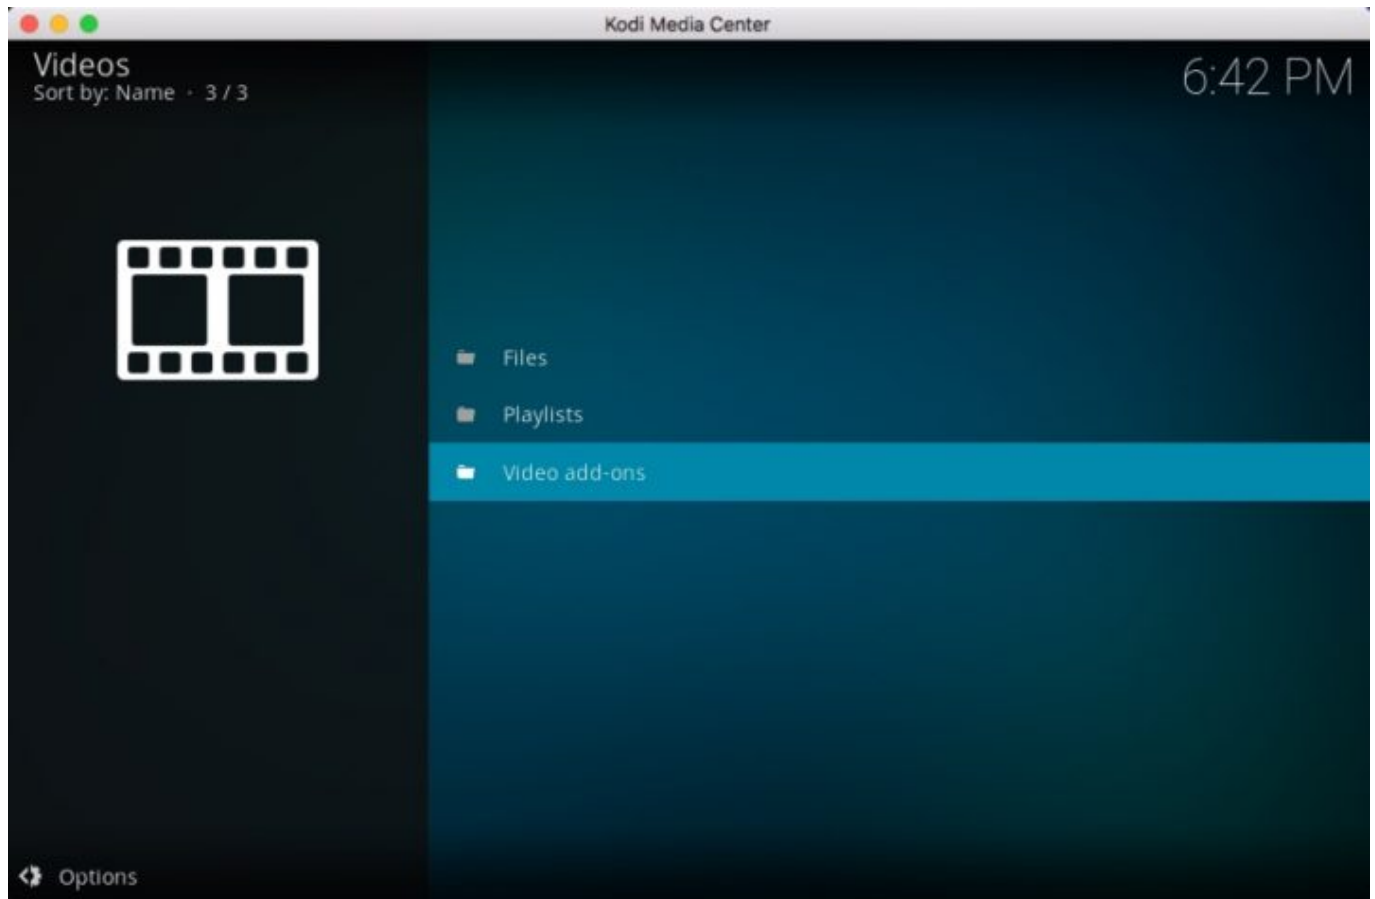 Kodi Media Center
Videos
Sort by: Name · 3 / 3
6:42 PM
Files
Playlists
Video add-ons
Options